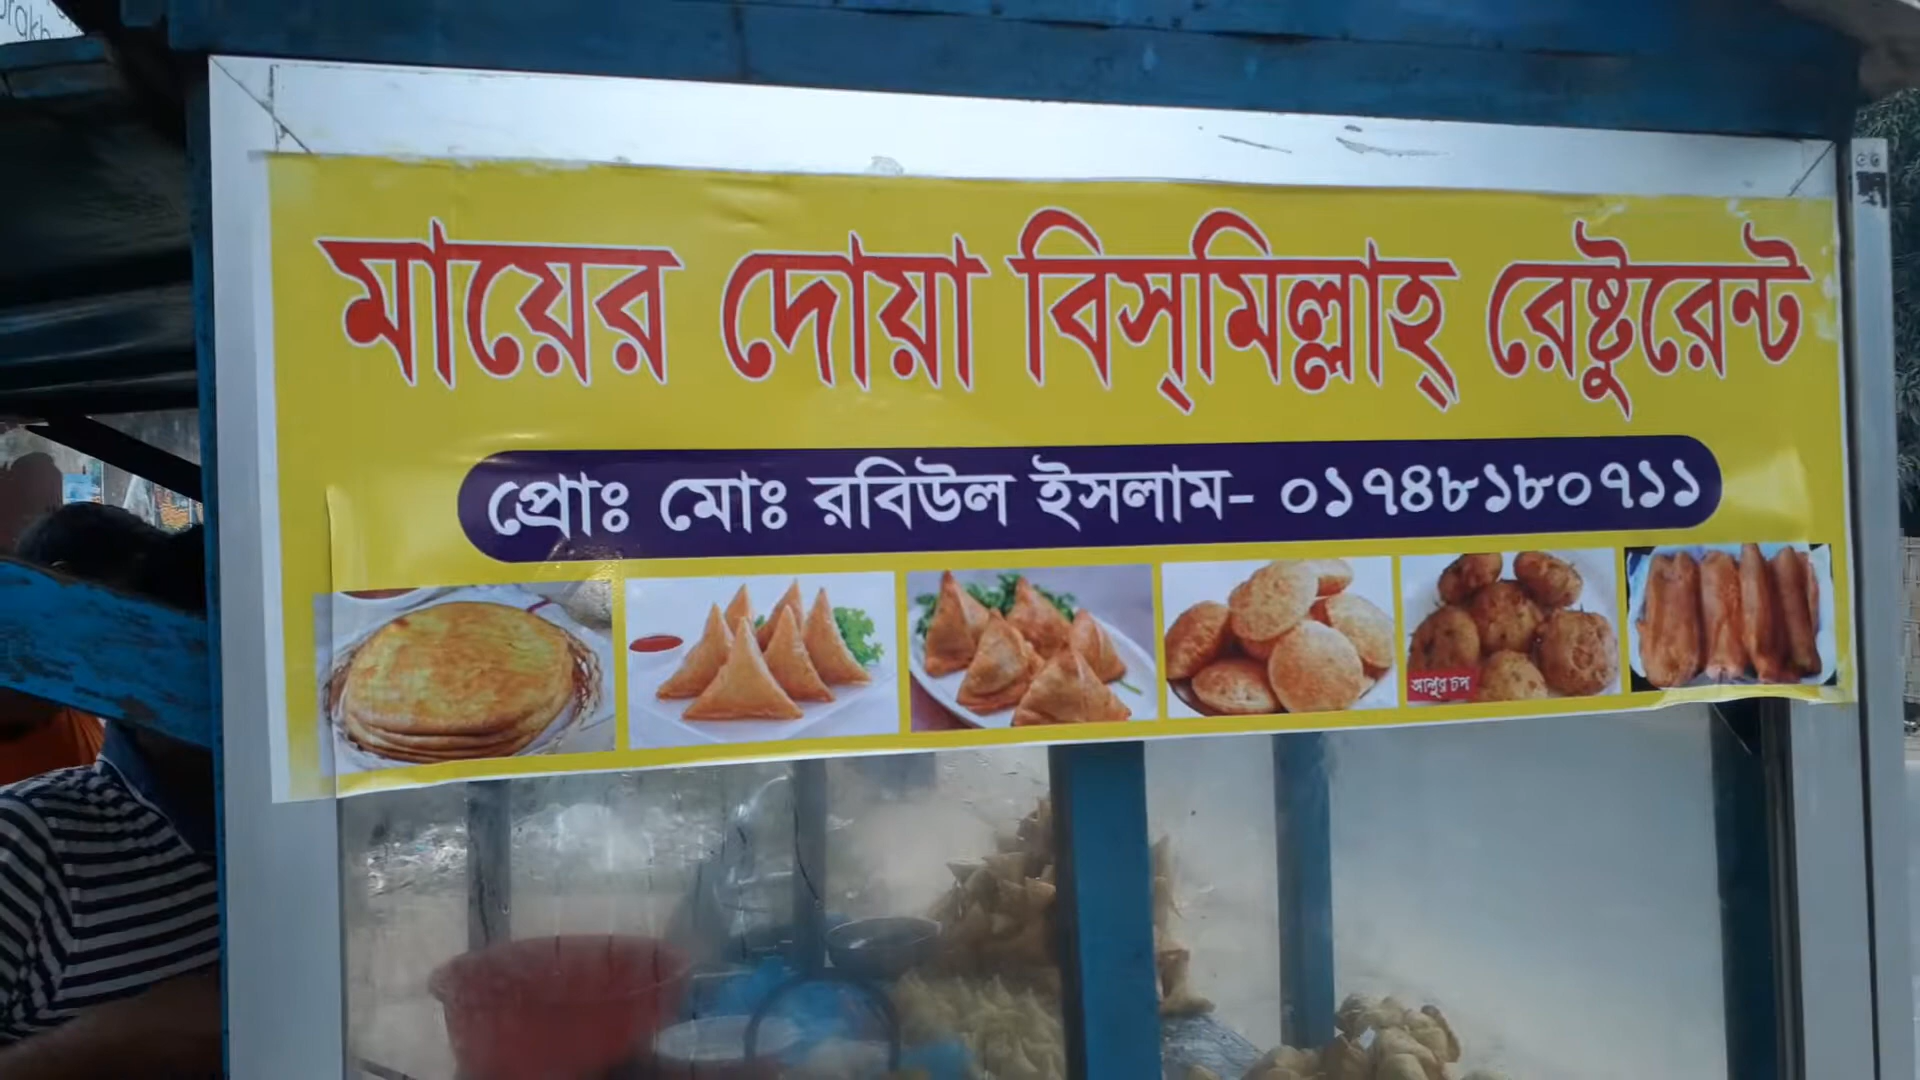 মায়ের দোয়া বিস্‌মিল্লাহ্‌ রেষ্টুরেন্ট
প্রোঃ মোঃ রবিউল ইসলাম- ০১৭৪৮১৮০৭১১
আলুর চপ